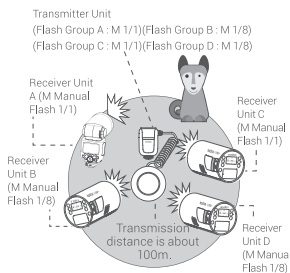 Transmitter Unit
(Flash Group A : M 1/1)(Flash Group B : M 1/8)
(Flash Group C : M 1/1)(Flash Group D : M 1/8)
Receiver Unit
A (M Manual
Flash 1/1)
Receiver
Unit C
(M Manual
Flash 1/1)
Receiver
Unit B
(M Manual
Flash 1/8)
Transmission
distance is about
100m.
Receiver
Unit D
(M Manua
Flash 1/8)